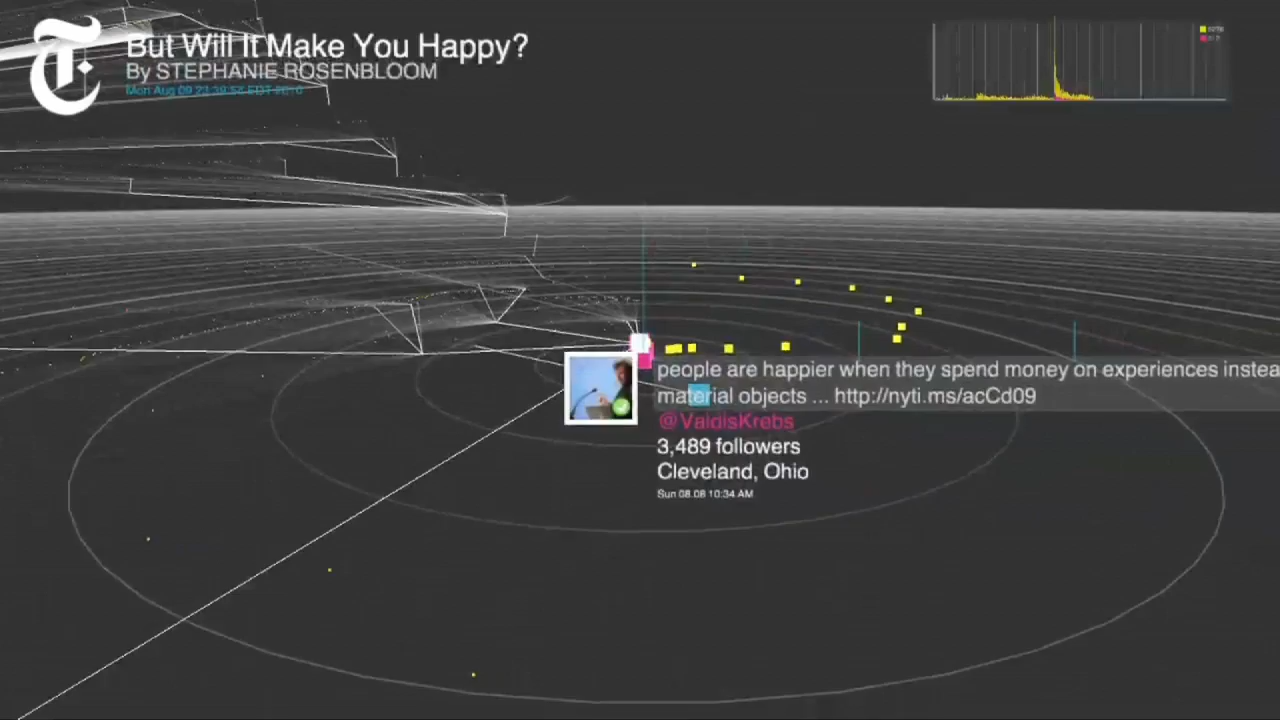 But Will It Make You Happy?
By STEPHANIE ROSENBLOOM
people are happier when they spend money on experiences instea
material objects ... http://nyti.ms/acCd09
@ValdisKrebs
3,489 followers
Cleveland, Ohio
Sun 08.08 10:34 AM